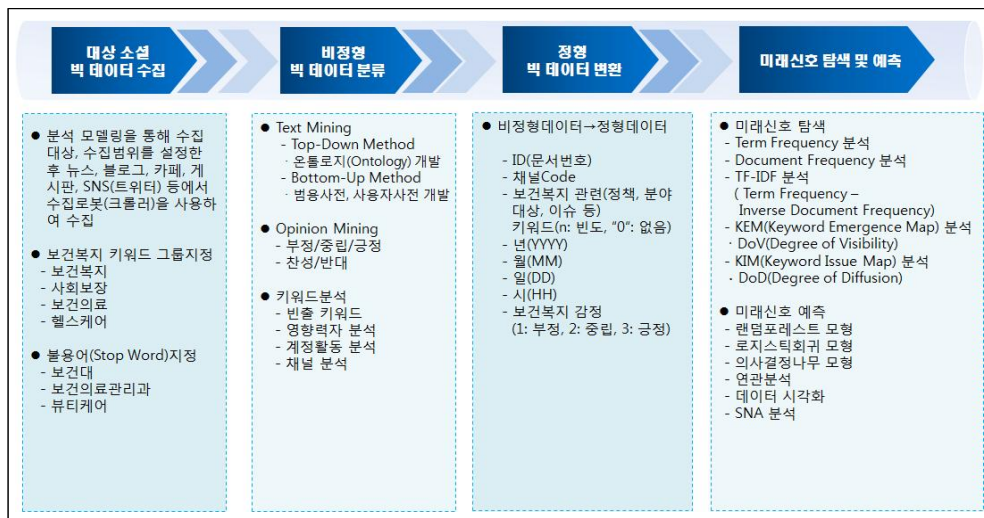 대상 소셜
빅 데이터 수집
비정형
빅 데이터 분류
정형
빅 데이터 변환
미래신호 탐색 및 예측
● 분석 모델링을 통해 수집
대상, 수집범위를 설정한
후 뉴스, 블로그, 카페, 게
시판, SNS(트위터) 등에서
수집로봇(크롤러)을 사용하
여 수집
● 보건복지 키워드 그룹지정
- 보건복지
- 사회보장
- 보건의료
- 헬스케어
● 불용어(Stop Word)지정
- 보건대
- 보건의료관리과
- 뷰티케어
● Text Mining
- Top-Down Method
· 온톨로지(Ontology) 개발
- Bottom-Up Method
· 범용사전, 사용자사전 개발
● Opinion Mining
- 부정/중립/긍정
- 찬성/반대
● 키워드분석
- 빈출 키워드
- 영향력자 분석
- 계정활동 분석
- 채널 분석
● 비정형데이터→정형데이터
- ID(문서번호)
- 채널Code
- 보건복지 관련(정책, 분야
대상, 이슈 등)
키워드(n: 빈도, "0": 없음)
- 년(YYYY)
- 월(MM)
- 일(DD)
- 시(HH)
- 보건복지 감정
(1: 부정, 2: 중립, 3: 긍정)
● 미래신호 탐색
- Term Frequency 분석
- Document Frequency 분석
- TF-IDF 분석
( Term Frequency –
Inverse Document Frequency)
- KEM(Keyword Emergence Map) 분석
· DoV(Degree of Visibility)
- KIM(Keyword Issue Map) 분석
· DoD(Degree of Diffusion)
● 미래신호 예측
- 랜덤포레스트 모형
- 로지스틱회귀 모형
- 의사결정나무 모형
- 연관분석
- 데이터 시각화
- SNA 분석